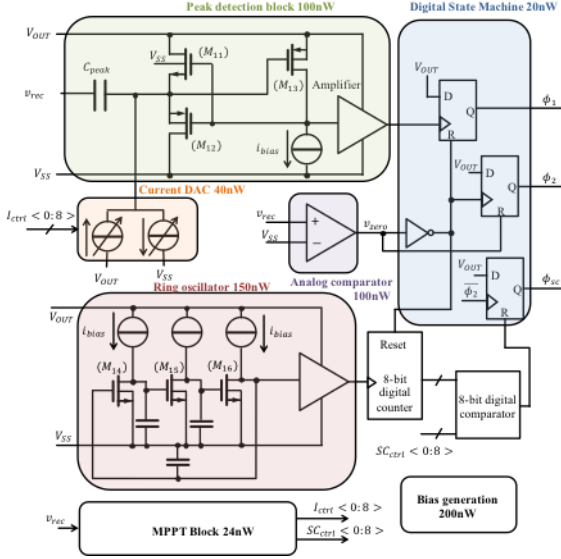 Peak detection block 100nW
Digital State Machine 20nW
V_OUT
C_peak
V_SS
(M_11)
(M_13)
Amplifier
v_rec
(M_12)
i_bias
V_SS
V_OUT
D
Q
R
ϕ_1
V_OUT
D
Q
R
ϕ_2
V_OUT
D
Q
R
ϕ_sc
\overline{ϕ_2}
Current DAC 40nW
I_ctrl < 0:8 >
V_OUT
V_SS
v_rec
+
V_SS
−
v_zero
Analog comparator
100nW
Ring oscillator 150nW
V_OUT
i_bias
i_bias
(M_14)
(M_15)
(M_16)
V_SS
Reset
8-bit
digital
counter
8-bit digital
comparator
SC_ctrl < 0:8 >
v_rec
MPPT Block 24nW
I_ctrl < 0:8 >
SC_ctrl < 0:8 >
Bias generation
200nW